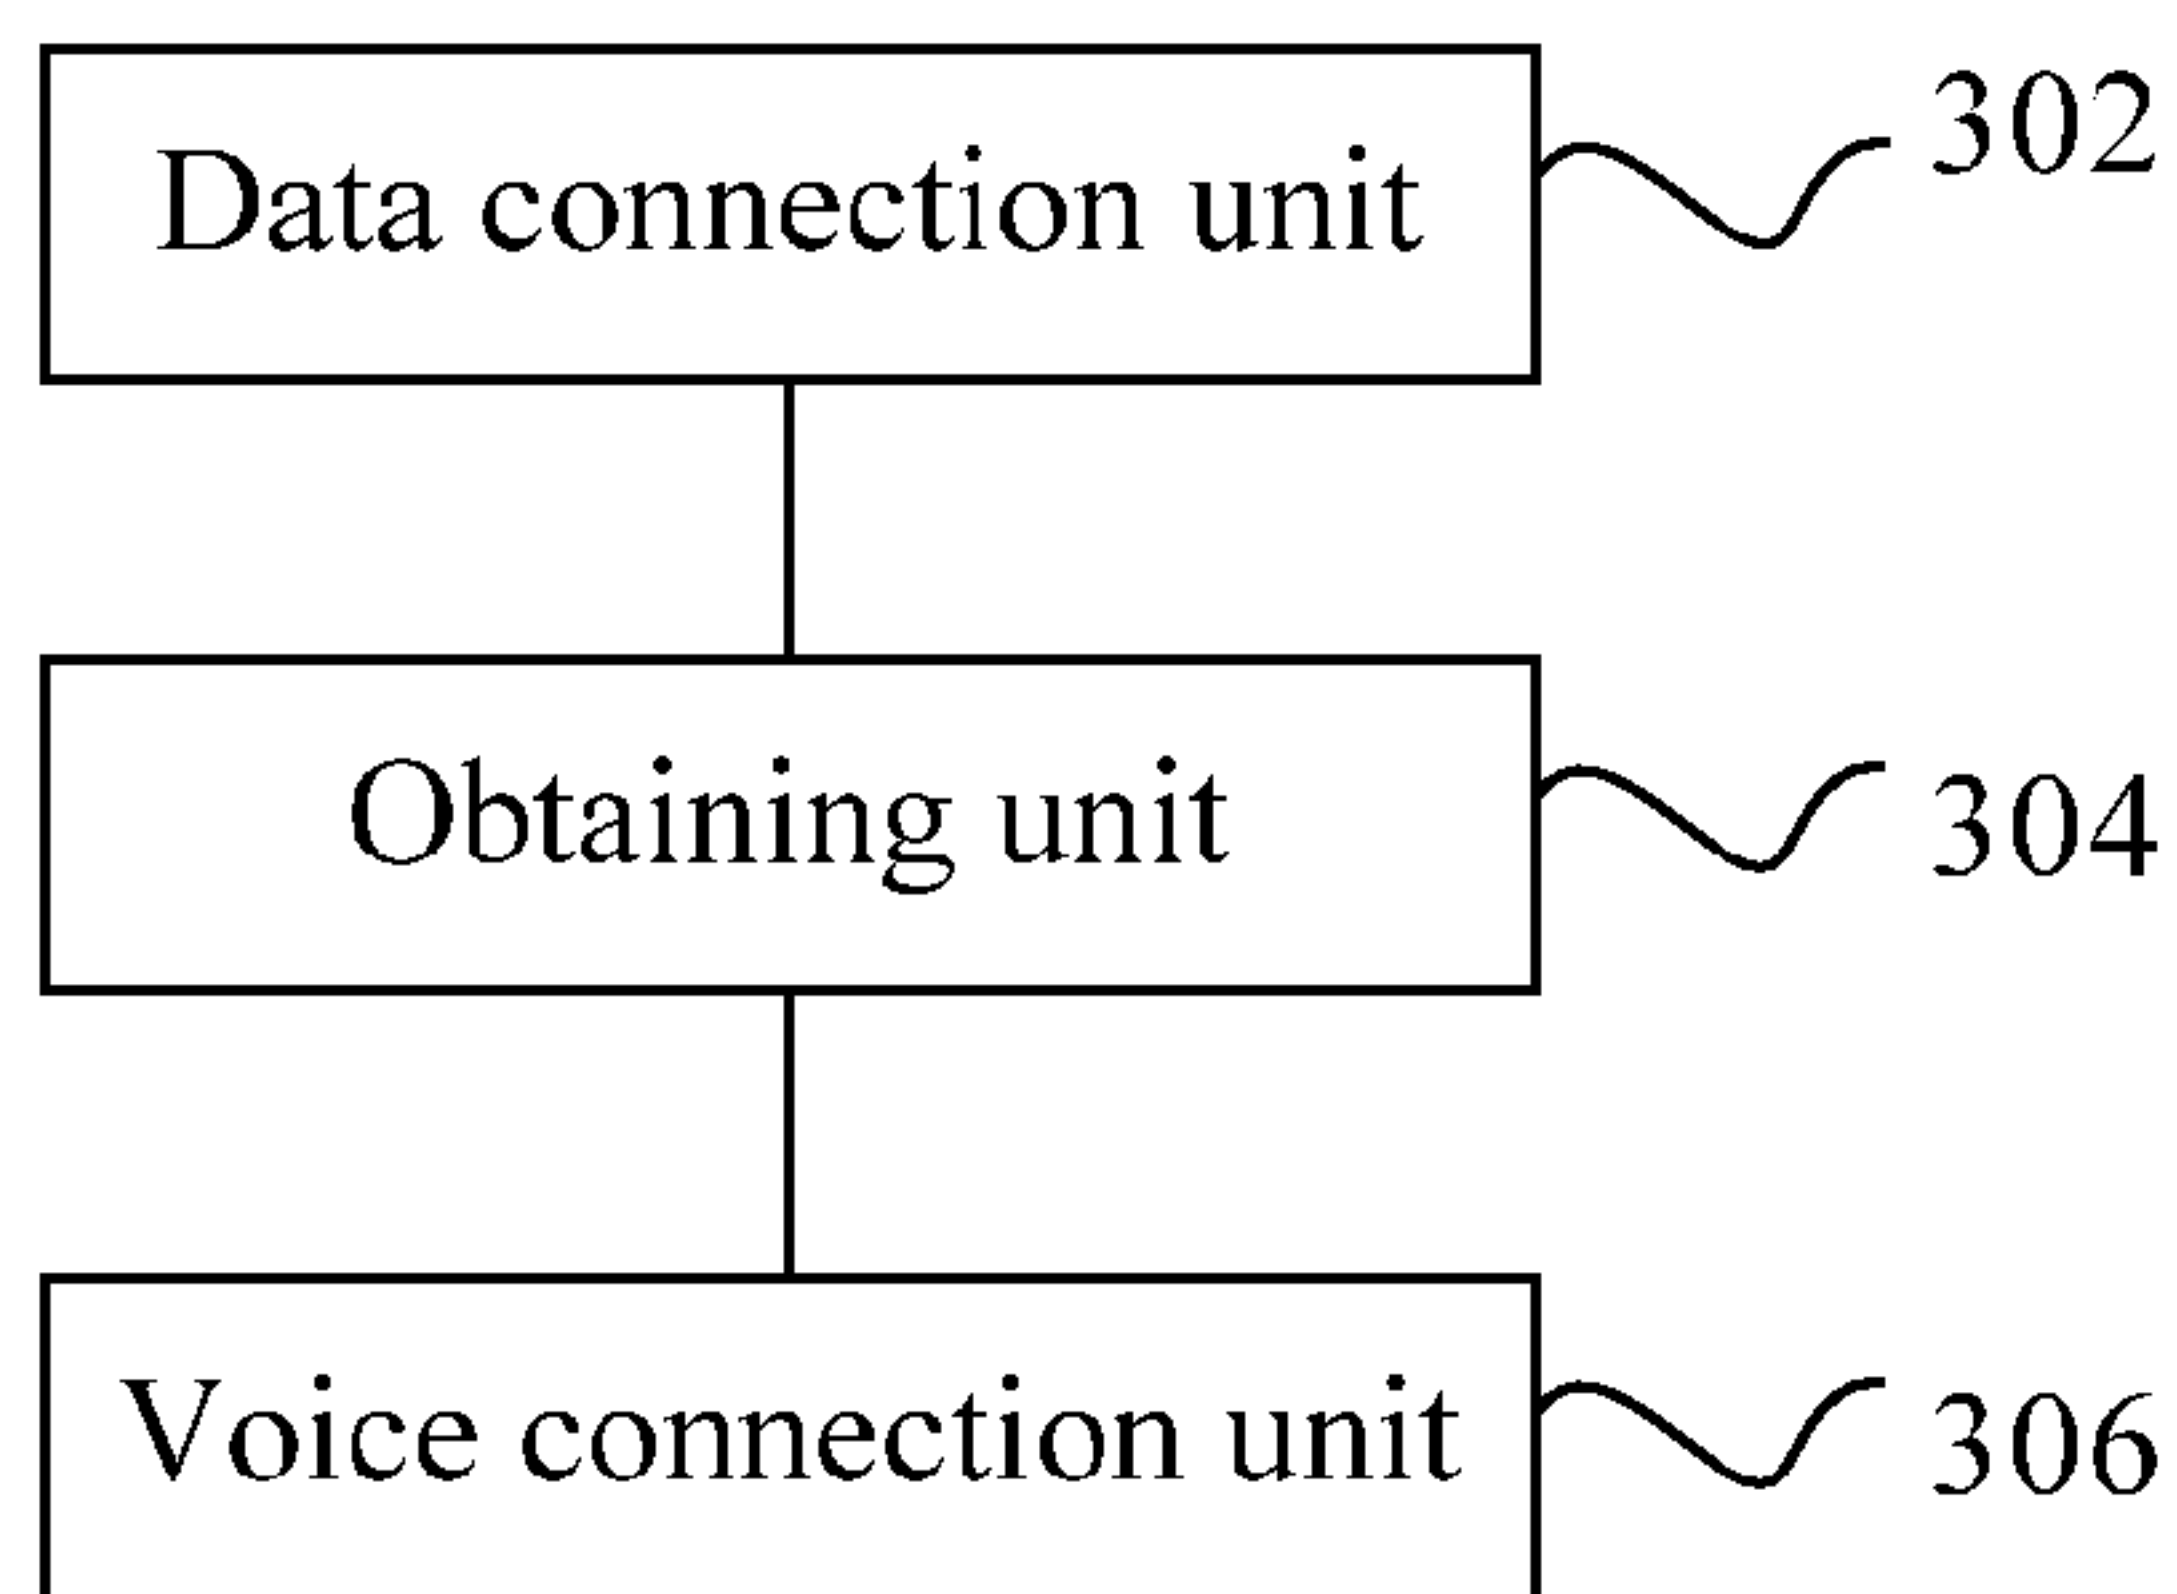 Data connection unit 302
Obtaining unit 304
Voice connection unit 306